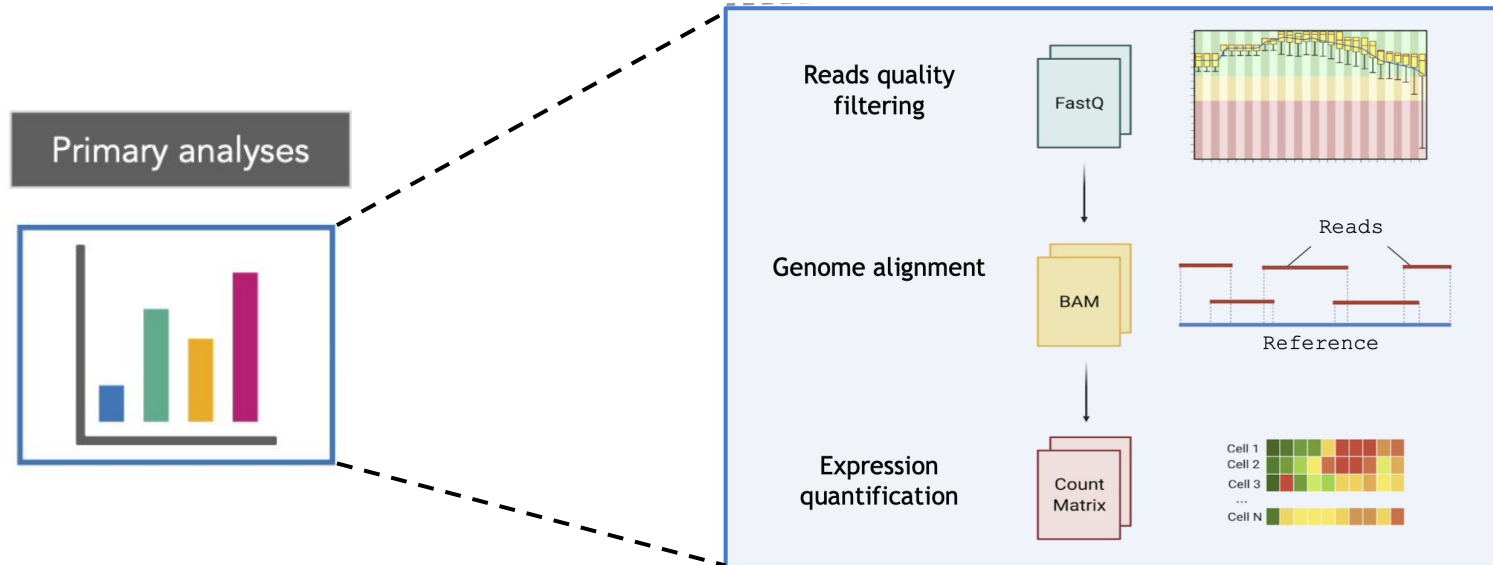 Primary analyses
Reads quality
filtering
FastQ
Genome alignment
BAM
Reads
Reference
Expression
quantification
Count
Matrix
Cell 1
Cell 2
Cell 3
...
Cell N